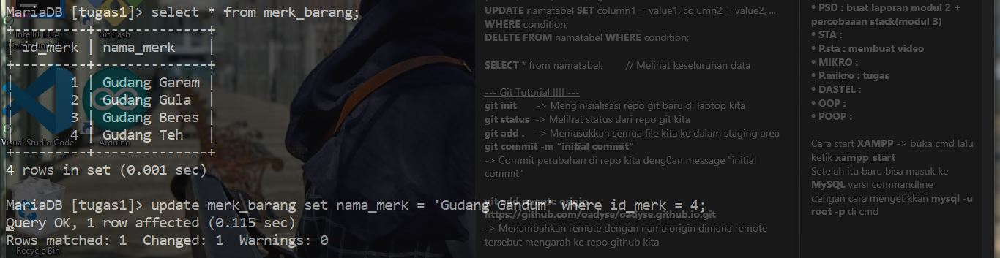 MariaDB [tugas1]> select * from merk_barang;
+---------+--------------+
| id_merk | nama_merk    |
+---------+--------------+
|       1 | Gudang Garam |
|       2 | Gudang Gula  |
|       3 | Gudang Beras |
|       4 | Gudang Teh   |
+---------+--------------+
4 rows in set (0.001 sec)
MariaDB [tugas1]> update merk_barang set nama_merk = 'Gudang Gandum' where id_merk = 4;
Query OK, 1 row affected (0.115 sec)
Rows matched: 1  Changed: 1  Warnings: 0
IntelliJ IDEA
Git Bash
Visual Studio Code
Arduino
Recycle Bin
UPDATE namatabel SET column1 = value1, column2 = value2, ...
WHERE condition;
DELETE FROM namatabel WHERE condition;
SELECT * from namatabel; // Melihat keseluruhan data
--- Git Tutorial !!!! ---
git init -> Menginisialisasi repo git baru di laptop kita
git status -> Melihat status dari repo git kita
git add . -> Memasukkan semua file kita ke dalam staging area
git commit -m "initial commit"
-> Commit perubahan di repo kita deng0an message "initial
commit"
git add remote origin
https://github.com/oadyse/oadyse.github.io.git
-> Menambahkan remote dengan nama origin dimana remote
tersebut mengarah ke repo github kita
• PSD : buat laporan modul 2 +
percobaaan stack(modul 3)
• STA :
• P.sta : membuat video
• MIKRO :
• P.mikro : tugas
• DASTEL :
• OOP :
• POOP :
Cara start XAMPP -> buka cmd lalu
ketik xampp_start
Setelah itu baru bisa masuk ke
MySQL versi commandline
dengan cara mengetikkan mysql -u
root -p di cmd